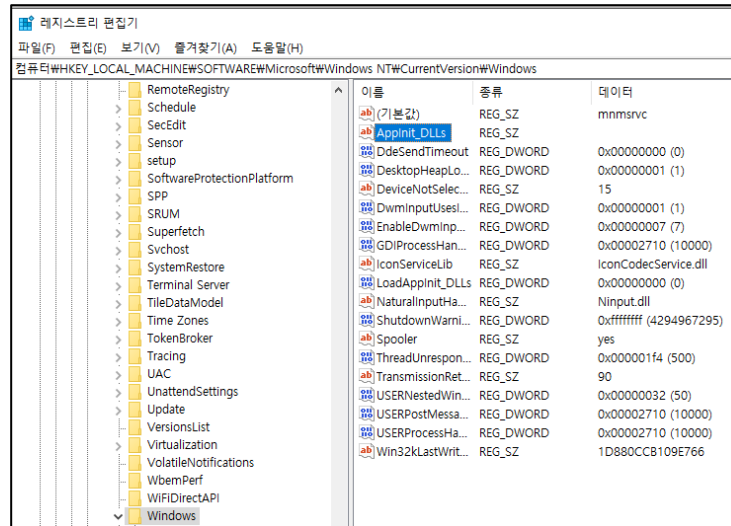 레지스트리 편집기
파일(F) 편집(E) 보기(V) 즐겨찾기(A) 도움말(H)
컴퓨터₩HKEY_LOCAL_MACHINE₩SOFTWARE₩Microsoft₩Windows NT₩CurrentVersion₩Windows
RemoteRegistry
Schedule
SecEdit
Sensor
setup
SoftwareProtectionPlatform
SPP
SRUM
Superfetch
Svchost
SystemRestore
Terminal Server
TileDataModel
Time Zones
TokenBroker
Tracing
UAC
UnattendSettings
Update
VersionsList
Virtualization
VolatileNotifications
WbemPerf
WiFiDirectAPI
Windows
이름 종류 데이터
(기본값) REG_SZ mnmsrvc
AppInit_DLLs REG_SZ
DdeSendTimeout REG_DWORD 0x00000000 (0)
DesktopHeapLo... REG_DWORD 0x00000001 (1)
DeviceNotSelec... REG_SZ 15
DwmInputUsesI... REG_DWORD 0x00000001 (1)
EnableDwmInp... REG_DWORD 0x00000007 (7)
GDIProcessHan... REG_DWORD 0x00002710 (10000)
IconServiceLib REG_SZ IconCodecService.dll
LoadAppInit_DLLs REG_DWORD 0x00000000 (0)
NaturalInputHa... REG_SZ Ninput.dll
ShutdownWarni... REG_DWORD 0xffffffff (4294967295)
Spooler REG_SZ yes
ThreadUnrespon... REG_DWORD 0x000001f4 (500)
TransmissionRet... REG_SZ 90
USERNestedWin... REG_DWORD 0x00000032 (50)
USERPostMessa... REG_DWORD 0x00002710 (10000)
USERProcessHa... REG_DWORD 0x00002710 (10000)
Win32kLastWrit... REG_SZ 1D880CCB109E766